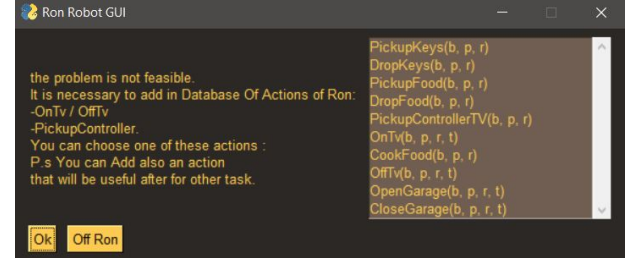 Ron Robot GUI
the problem is not feasible.
It is necessary to add in Database Of Actions of Ron:
-OnTv / OffTv
-PickupController.
You can choose one of these actions :
P.s You can Add also an action
that will be useful after for other task.
PickupKeys(b, p, r)
DropKeys(b, p, r)
PickupFood(b, p, r)
DropFood(b, p, r)
PickupControllerTV(b, p, r)
OnTv(b, p, r, t)
CookFood(b, p, r)
OffTv(b, p, r, t)
OpenGarage(b, p, r, t)
CloseGarage(b, p, r, t)
Ok
Off Ron